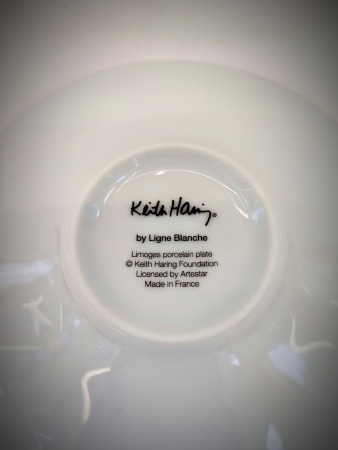 Keith Haring®
by Ligne Blanche
Limoges porcelain plate
© Keith Haring Foundation
Licensed by Artestar
Made in France